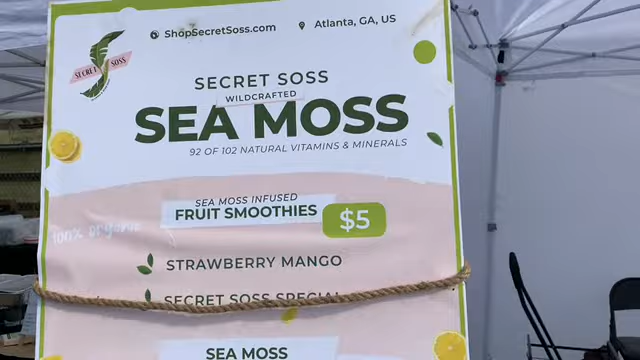 ShopSecretSoss.com
Atlanta, GA, US
SECRET SOSS
SECRET SOSS
WILDCRAFTED
SEA MOSS
92 OF 102 NATURAL VITAMINS & MINERALS
SEA MOSS INFUSED
FRUIT SMOOTHIES
$5
100% organic
STRAWBERRY MANGO
SECRET SOSS SPECIAL
SEA MOSS